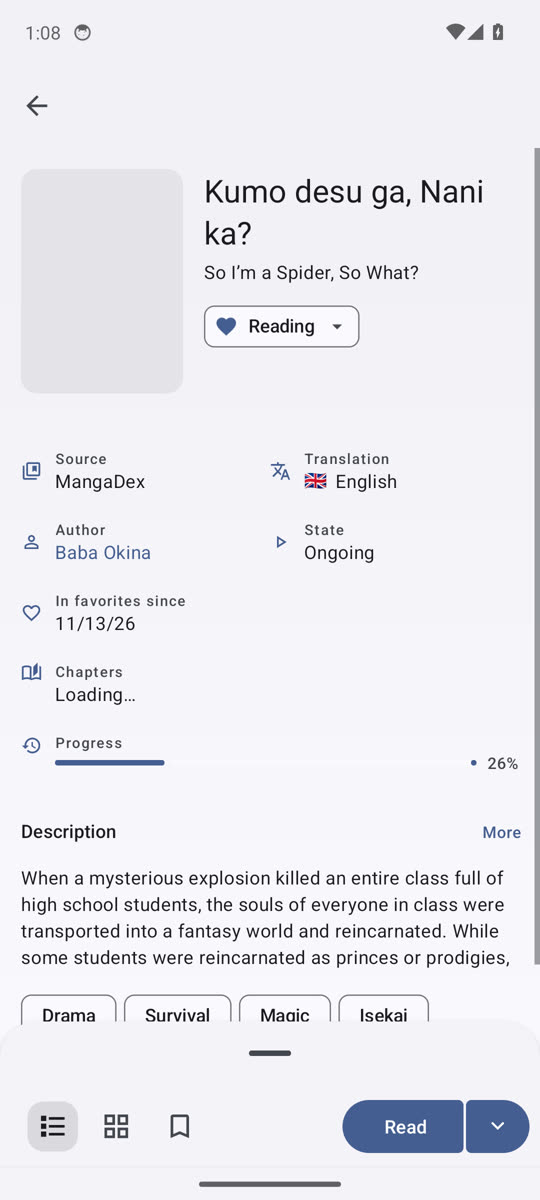 1:08
Kumo desu ga, Nani
ka?
So I'm a Spider, So What?
Reading
Source
MangaDex
Translation
🇬🇧 English
Author
Baba Okina
State
Ongoing
In favorites since
11/13/26
Chapters
Loading…
Progress
26%
Description
More
When a mysterious explosion killed an entire class full of
high school students, the souls of everyone in class were
transported into a fantasy world and reincarnated. While
some students were reincarnated as princes or prodigies,
Drama
Survival
Magic
Isekai
Read